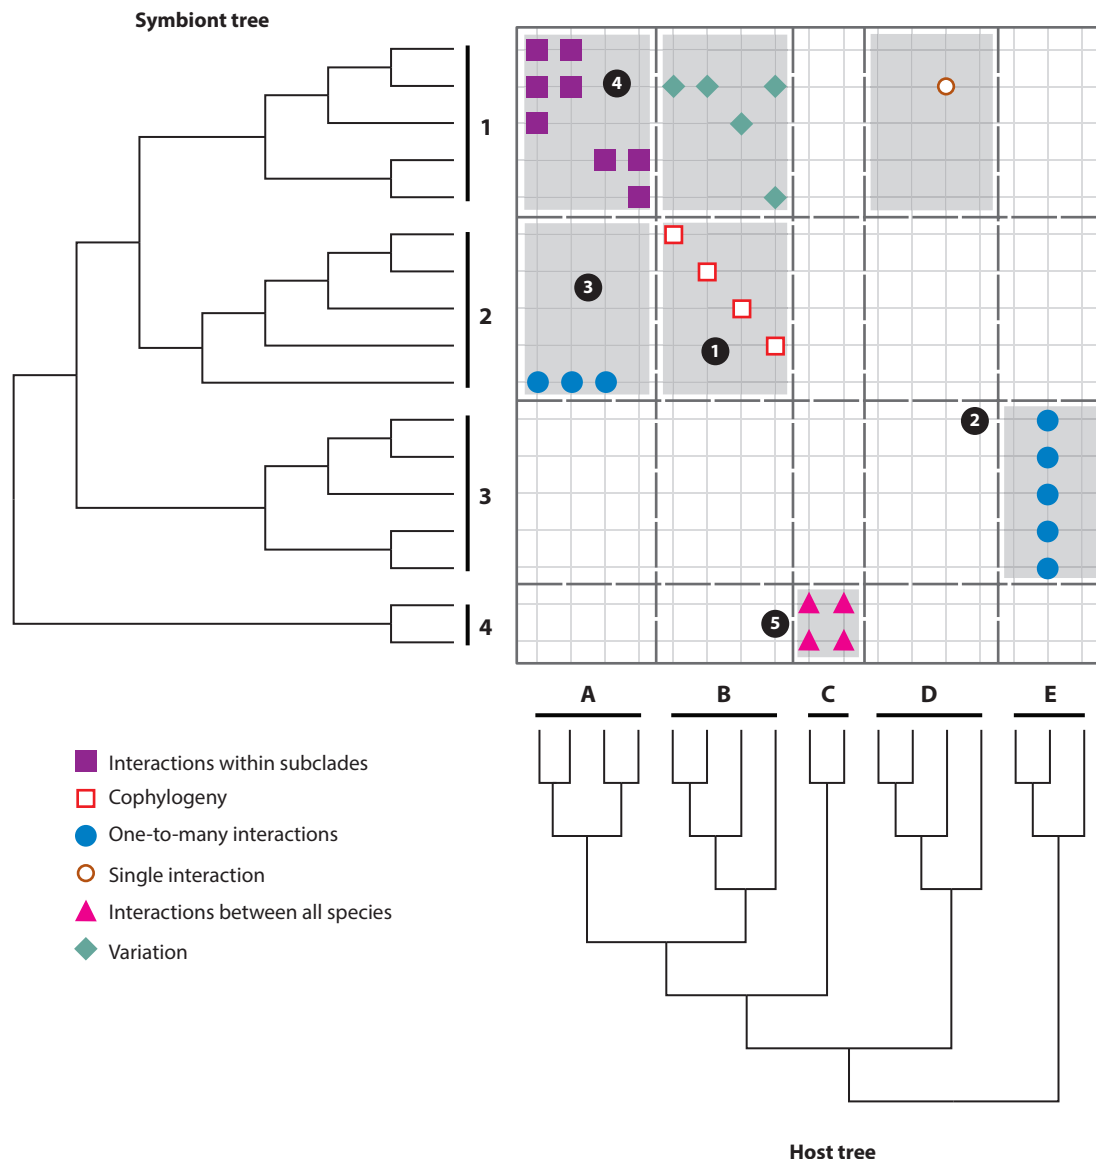 Symbiont tree
1
4
2
3
1
2
3
4
5
A B C D E
Interactions within subclades
Cophylogeny
One-to-many interactions
Single interaction
Interactions between all species
Variation
Host tree